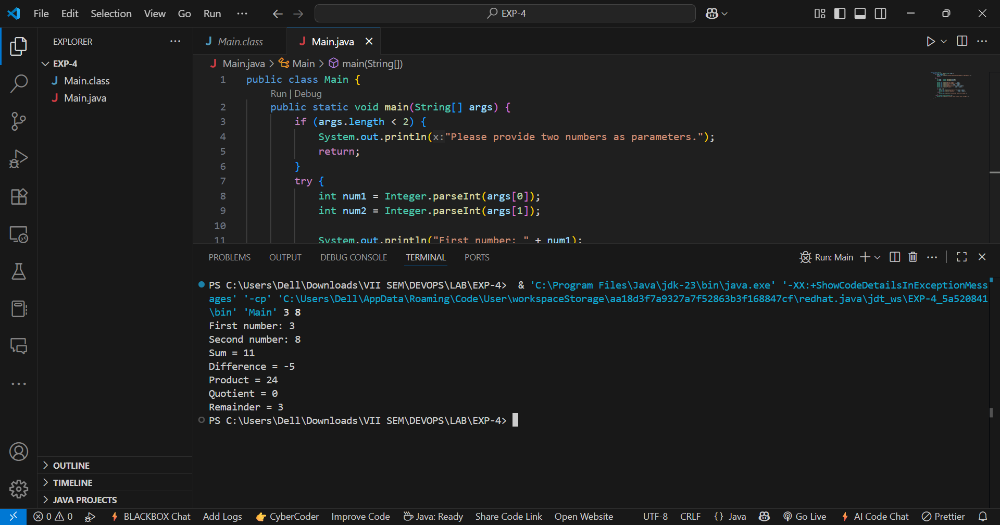 File Edit Selection View Go Run ··· EXP-4
EXPLORER ···
EXP-4
Main.class
Main.java
Main.class Main.java
Main.java > Main > main(String[])
1 public class Main {
Run | Debug
2 public static void main(String[] args) {
3 if (args.length < 2) {
4 System.out.println(x:"Please provide two numbers as parameters.");
5 return;
6 }
7 try {
8 int num1 = Integer.parseInt(args[0]);
9 int num2 = Integer.parseInt(args[1]);
10
11 System.out.println("First number: " + num1);
PROBLEMS OUTPUT DEBUG CONSOLE TERMINAL PORTS Run: Main
PS C:\Users\Dell\Downloads\VII SEM\DEVOPS\LAB\EXP-4> & 'C:\Program Files\Java\jdk-23\bin\java.exe' '-XX:+ShowCodeDetailsInExceptionMess
ages' '-cp' 'C:\Users\Dell\AppData\Roaming\Code\User\workspaceStorage\aa18d3f7a9327a7f52863b3f168847cf\redhat.java\jdt_ws\EXP-4_5a520841
\bin' 'Main' 3 8
First number: 3
Second number: 8
Sum = 11
Difference = -5
Product = 24
Quotient = 0
Remainder = 3
PS C:\Users\Dell\Downloads\VII SEM\DEVOPS\LAB\EXP-4>
OUTLINE
TIMELINE
JAVA PROJECTS
0 0 BLACKBOX Chat Add Logs CyberCoder Improve Code Java: Ready Share Code Link Open Website UTF-8 CRLF {} Java Go Live AI Code Chat Prettier